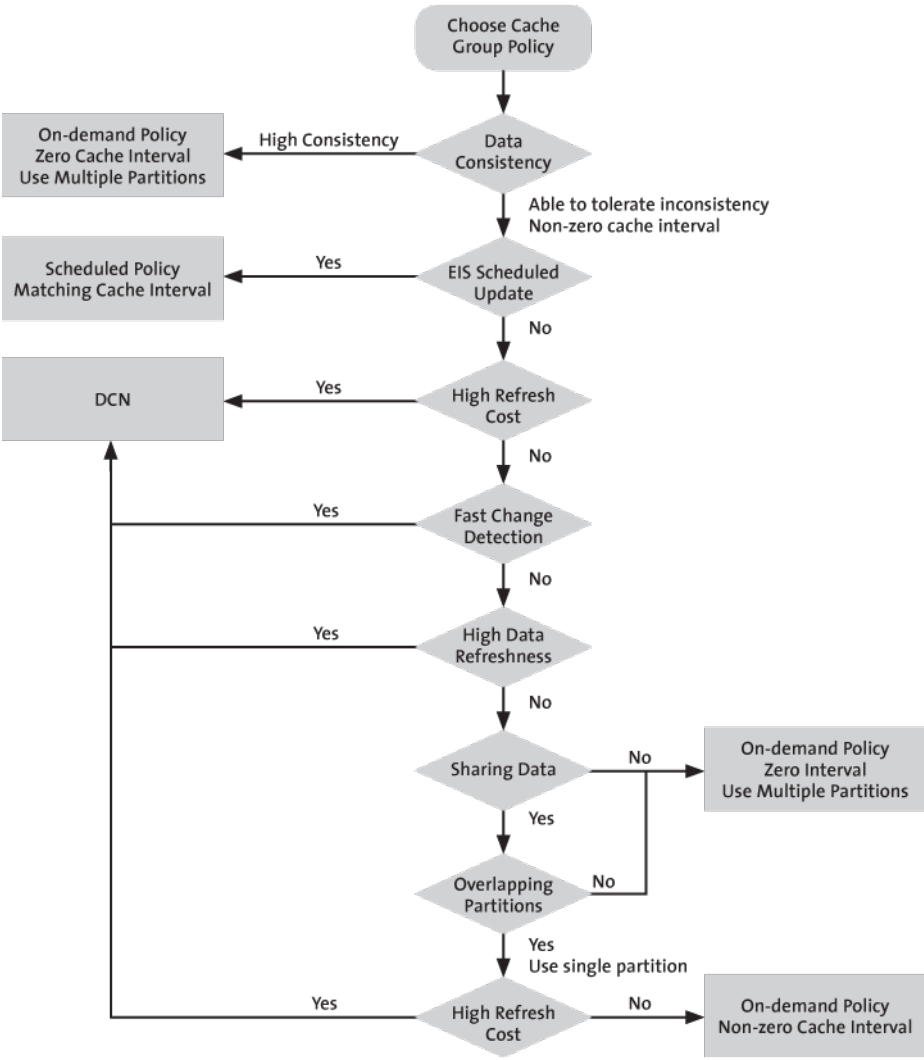 Choose Cache
Group Policy
Data
Consistency
High Consistency
On-demand Policy
Zero Cache Interval
Use Multiple Partitions
Able to tolerate inconsistency
Non-zero cache interval
EIS Scheduled
Update
Yes
Scheduled Policy
Matching Cache Interval
No
High Refresh
Cost
Yes
DCN
No
Fast Change
Detection
Yes
No
High Data
Refreshness
Yes
No
Sharing Data
No
On-demand Policy
Zero Interval
Use Multiple Partitions
Yes
Overlapping
Partitions
No
Yes
Use single partition
High Refresh
Cost
Yes
No
On-demand Policy
Non-zero Cache Interval